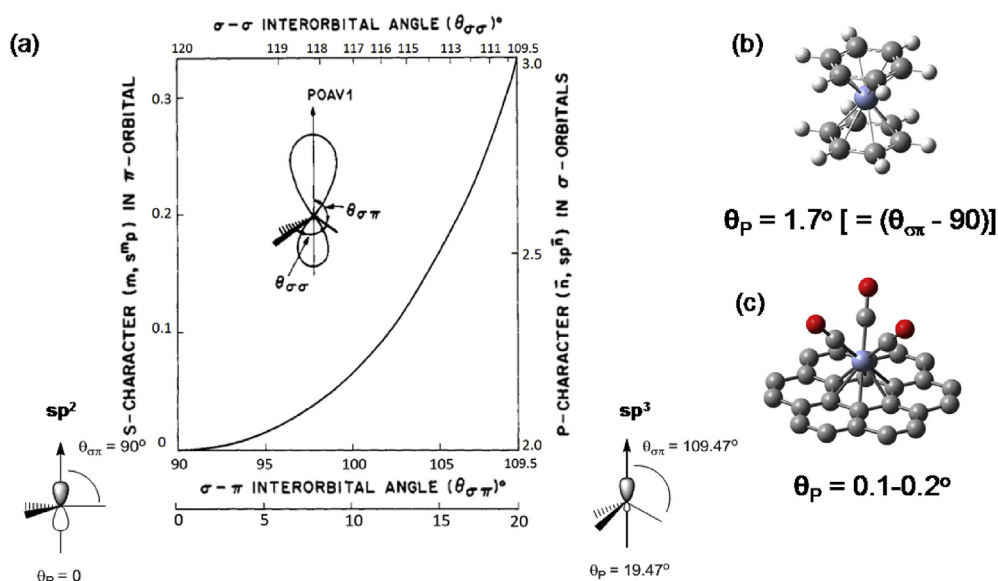 (a)
σ-σ INTERORBITAL ANGLE (θσσ)°
120 119 118 117 116 115 113 111 109.5
S-CHARACTER (m, sᵐp) IN π-ORBITAL
0.3
0.2
0.1
0
P-CHARACTER (n̄, spⁿ̄) IN σ-ORBITALS
3.0
2.5
2.0
POAV1
θσπ
θσσ
90 95 100 105 109.5
σ-π INTERORBITAL ANGLE (θσπ)°
0 5 10 15 20
sp²
θσπ = 90°
θP = 0
sp³
θσπ = 109.47°
θP = 19.47°
(b)
θP = 1.7° [ = (θσπ - 90)]
(c)
θP = 0.1-0.2°